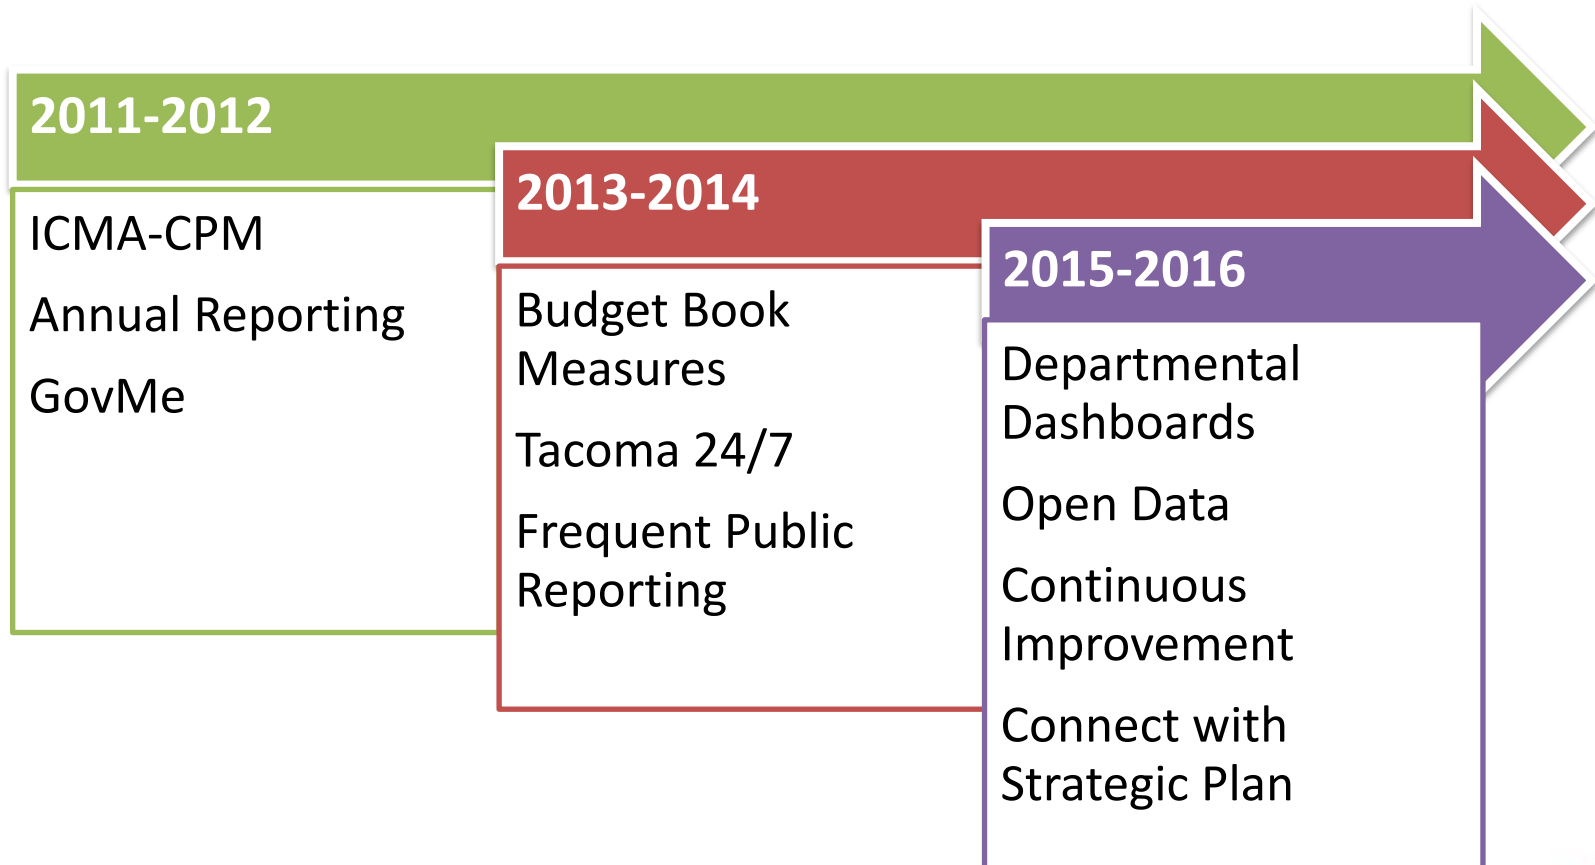 2011-2012
ICMA-CPM
Annual Reporting
GovMe
2013-2014
Budget Book
Measures
Tacoma 24/7
Frequent Public
Reporting
2015-2016
Departmental
Dashboards
Open Data
Continuous
Improvement
Connect with
Strategic Plan